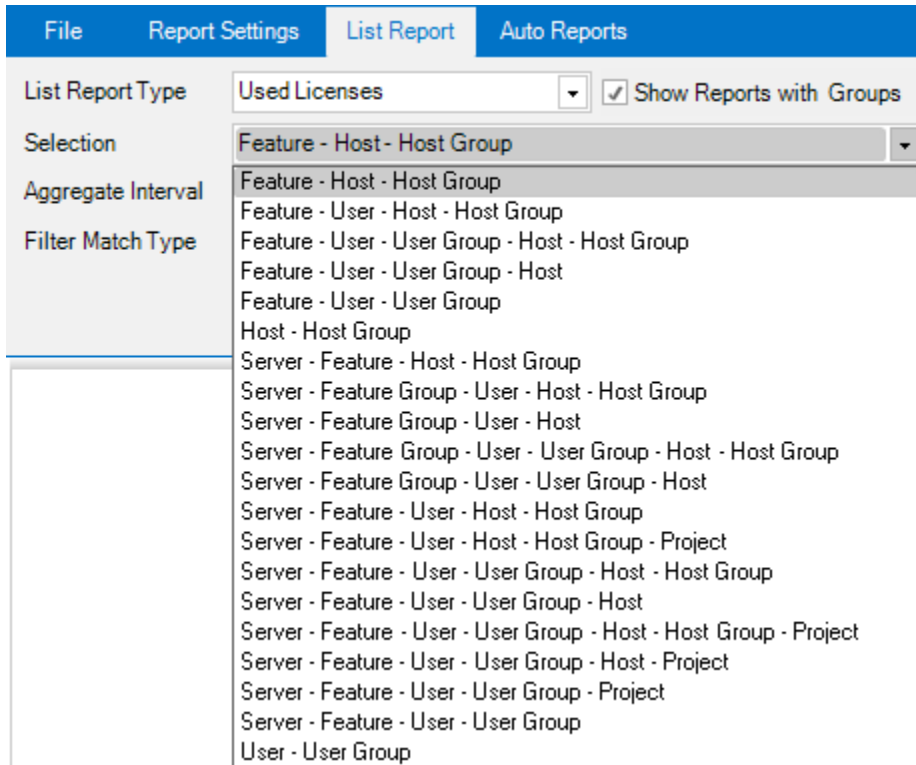 File Report Settings List Report Auto Reports
List Report Type Used Licenses Show Reports with Groups
Selection Feature - Host - Host Group
Aggregate Interval
Filter Match Type
Feature - Host - Host Group
Feature - User - Host - Host Group
Feature - User - User Group - Host - Host Group
Feature - User - User Group - Host
Feature - User - User Group
Host - Host Group
Server - Feature - Host - Host Group
Server - Feature Group - User - Host - Host Group
Server - Feature Group - User - Host
Server - Feature Group - User - User Group - Host - Host Group
Server - Feature Group - User - User Group - Host
Server - Feature - User - Host - Host Group
Server - Feature - User - Host - Host Group - Project
Server - Feature - User - User Group - Host - Host Group
Server - Feature - User - User Group - Host
Server - Feature - User - User Group - Host - Host Group - Project
Server - Feature - User - User Group - Host - Project
Server - Feature - User - User Group - Project
Server - Feature - User - User Group
User - User Group